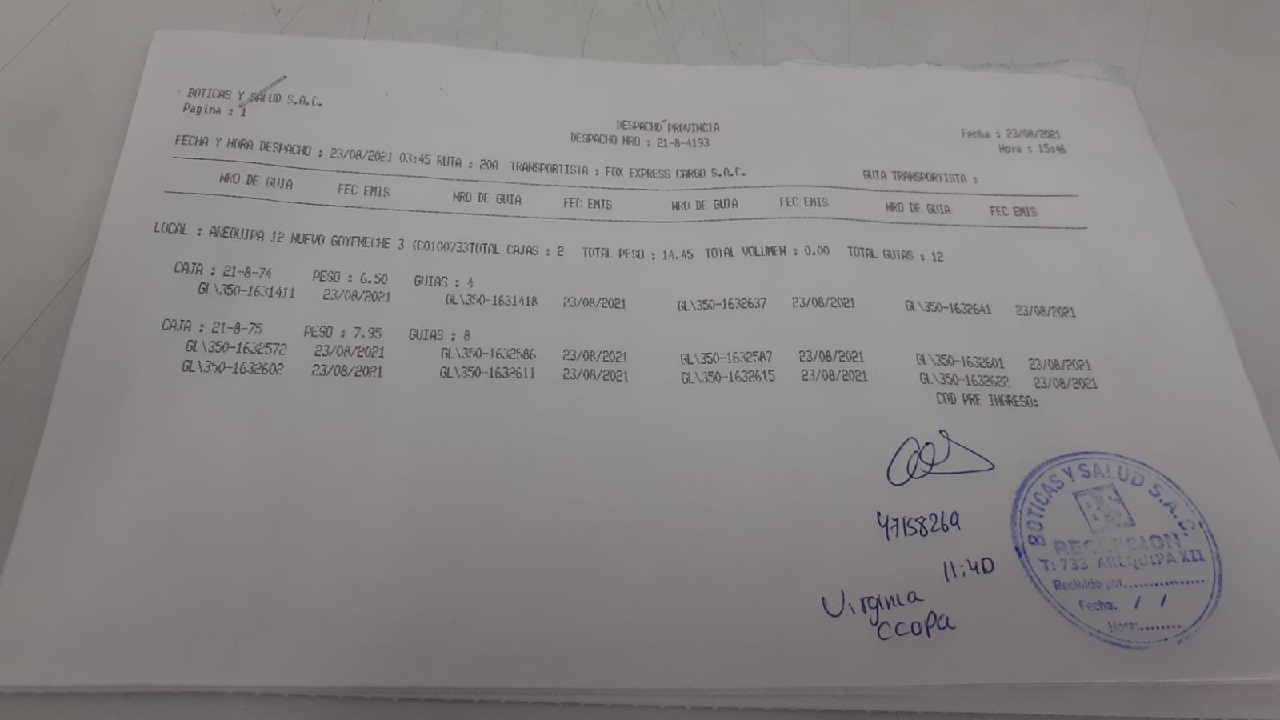 BOTICAS Y SALUD S.A.C.
Pagina : 1
DESPACHO PROVINCIA
DESPACHO NRO : 21-8-4193
Fecha : 23/08/2021
Hora : 15:46
FECHA Y HORA DESPACHO : 23/08/2021 03:45 RUTA : 20A TRANSPORTISTA : FOX EXPRESS CARGO S.A.C. GUIA TRANSPORTISTA :
NRO DE GUIA FEC EMIS NRO DE GUIA FEC EMIS NRO DE GUIA FEC EMIS NRO DE GUIA FEC EMIS
LOCAL : AREQUIPA 12 NUEVO GOYENECHE 3 TOTAL CAJAS : 2 TOTAL PESO : 14.45 TOTAL VOLUMEN : 0.00 TOTAL GUIAS : 12
CAJA : 21-8-74 PESO : 6.50 GUIAS : 4
GL\350-1631411 23/08/2021 GL\350-1631418 23/08/2021 GL\350-1632637 23/08/2021 GL\350-1632641 23/08/2021
CAJA : 21-8-75 PESO : 7.95 GUIAS : 8
GL\350-1632572 23/08/2021 GL\350-1632586 23/08/2021 GL\350-1632587 23/08/2021 GL\350-1632601 23/08/2021
GL\350-1632602 23/08/2021 GL\350-1632611 23/08/2021 GL\350-1632615 23/08/2021 GL\350-1632622 23/08/2021
COD PRE INGRESO:
47158269
11:40
Virginia
CCOPA
BOTICAS Y SALUD S.A.C.
RECEPCION
T: 733 AREQUIPA XII
Recibido por...............
Fecha. / /
Hora:........